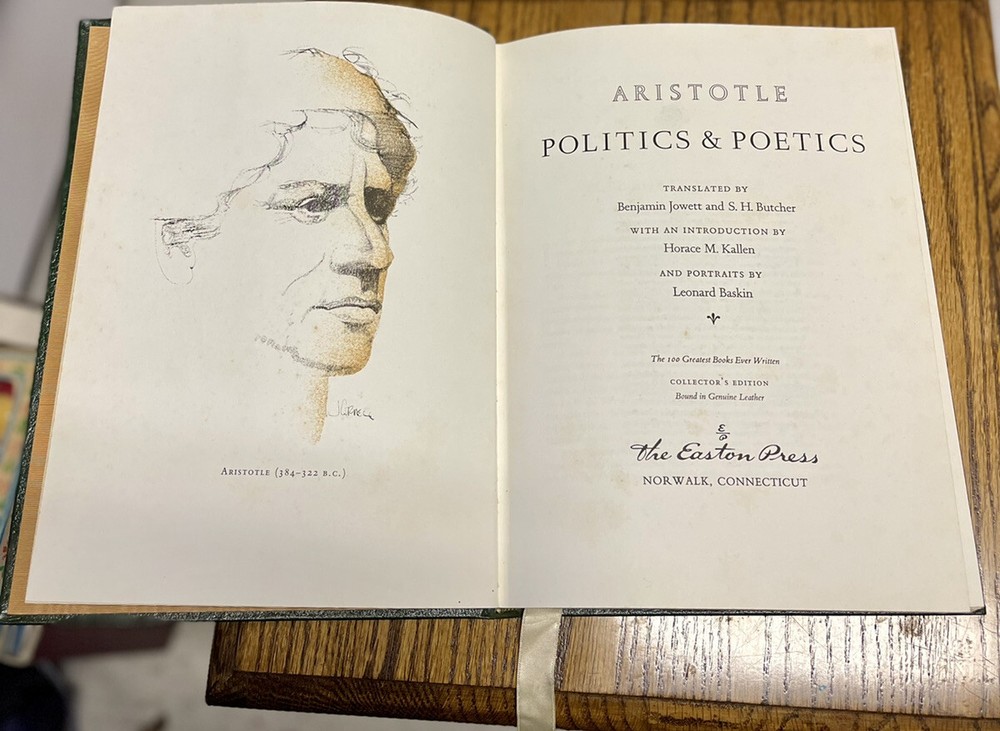 ARISTOTLE (384–322 B.C.)
ARISTOTLE
POLITICS & POETICS
TRANSLATED BY
Benjamin Jowett and S. H. Butcher
WITH AN INTRODUCTION BY
Horace M. Kallen
AND PORTRAITS BY
Leonard Baskin
The 100 Greatest Books Ever Written
COLLECTOR'S EDITION
Bound in Genuine Leather
E
P
The Easton Press
NORWALK, CONNECTICUT